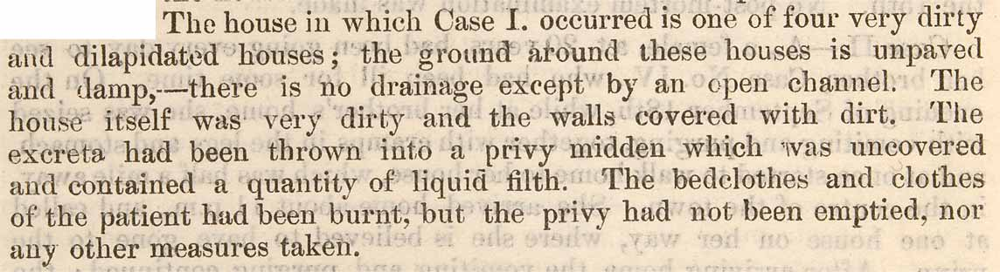 The house in which Case I. occurred is one of four very dirty
and dilapidated houses; the ground around these houses is unpaved
and damp,—there is no drainage except by an open channel. The
house itself was very dirty and the walls covered with dirt. The
excreta had been thrown into a privy midden which was uncovered
and contained a quantity of liquid filth. The bedclothes and clothes
of the patient had been burnt, but the privy had not been emptied, nor
any other measures taken.